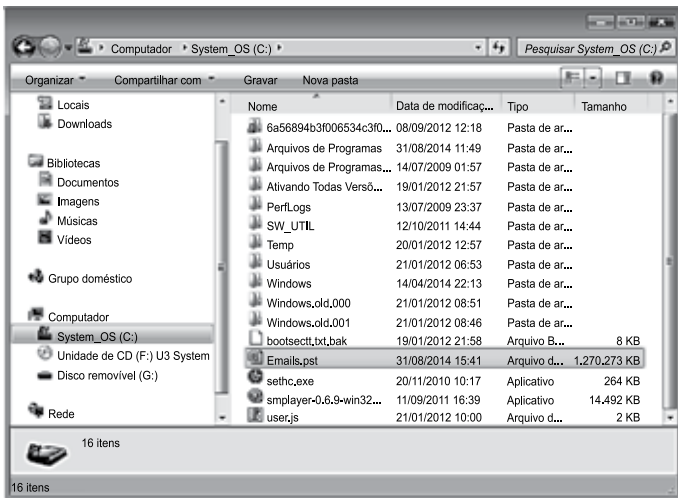 Computador System_OS (C:) Pesquisar System_OS (C:)
Organizar Compartilhar com Gravar Nova pasta
Locais
Downloads
Bibliotecas
Documentos
Imagens
Músicas
Vídeos
Grupo doméstico
Computador
System_OS (C:)
Unidade de CD (F:) U3 System
Disco removível (G:)
Rede
Nome Data de modificaç... Tipo Tamanho
6a56894b3f006534c3f0... 08/09/2012 12:18 Pasta de ar...
Arquivos de Programas 31/08/2014 11:49 Pasta de ar...
Arquivos de Programas... 14/07/2009 01:57 Pasta de ar...
Ativando Todas Versõ... 19/01/2012 21:57 Pasta de ar...
PerfLogs 13/07/2009 23:37 Pasta de ar...
SW_UTIL 12/10/2011 14:44 Pasta de ar...
Temp 20/01/2012 12:57 Pasta de ar...
Usuários 21/01/2012 06:53 Pasta de ar...
Windows 14/04/2014 22:13 Pasta de ar...
Windows.old.000 21/01/2012 08:51 Pasta de ar...
Windows.old.001 21/01/2012 08:46 Pasta de ar...
bootsectt.txt.bak 19/01/2012 21:58 Arquivo B... 8 KB
Emails.pst 31/08/2014 15:41 Arquivo d... 1.270.273 KB
sethc.exe 20/11/2010 10:17 Aplicativo 264 KB
smplayer-0.6.9-win32... 11/09/2011 16:39 Aplicativo 14.492 KB
user.js 21/01/2012 10:00 Arquivo d... 2 KB
16 itens
16 itens